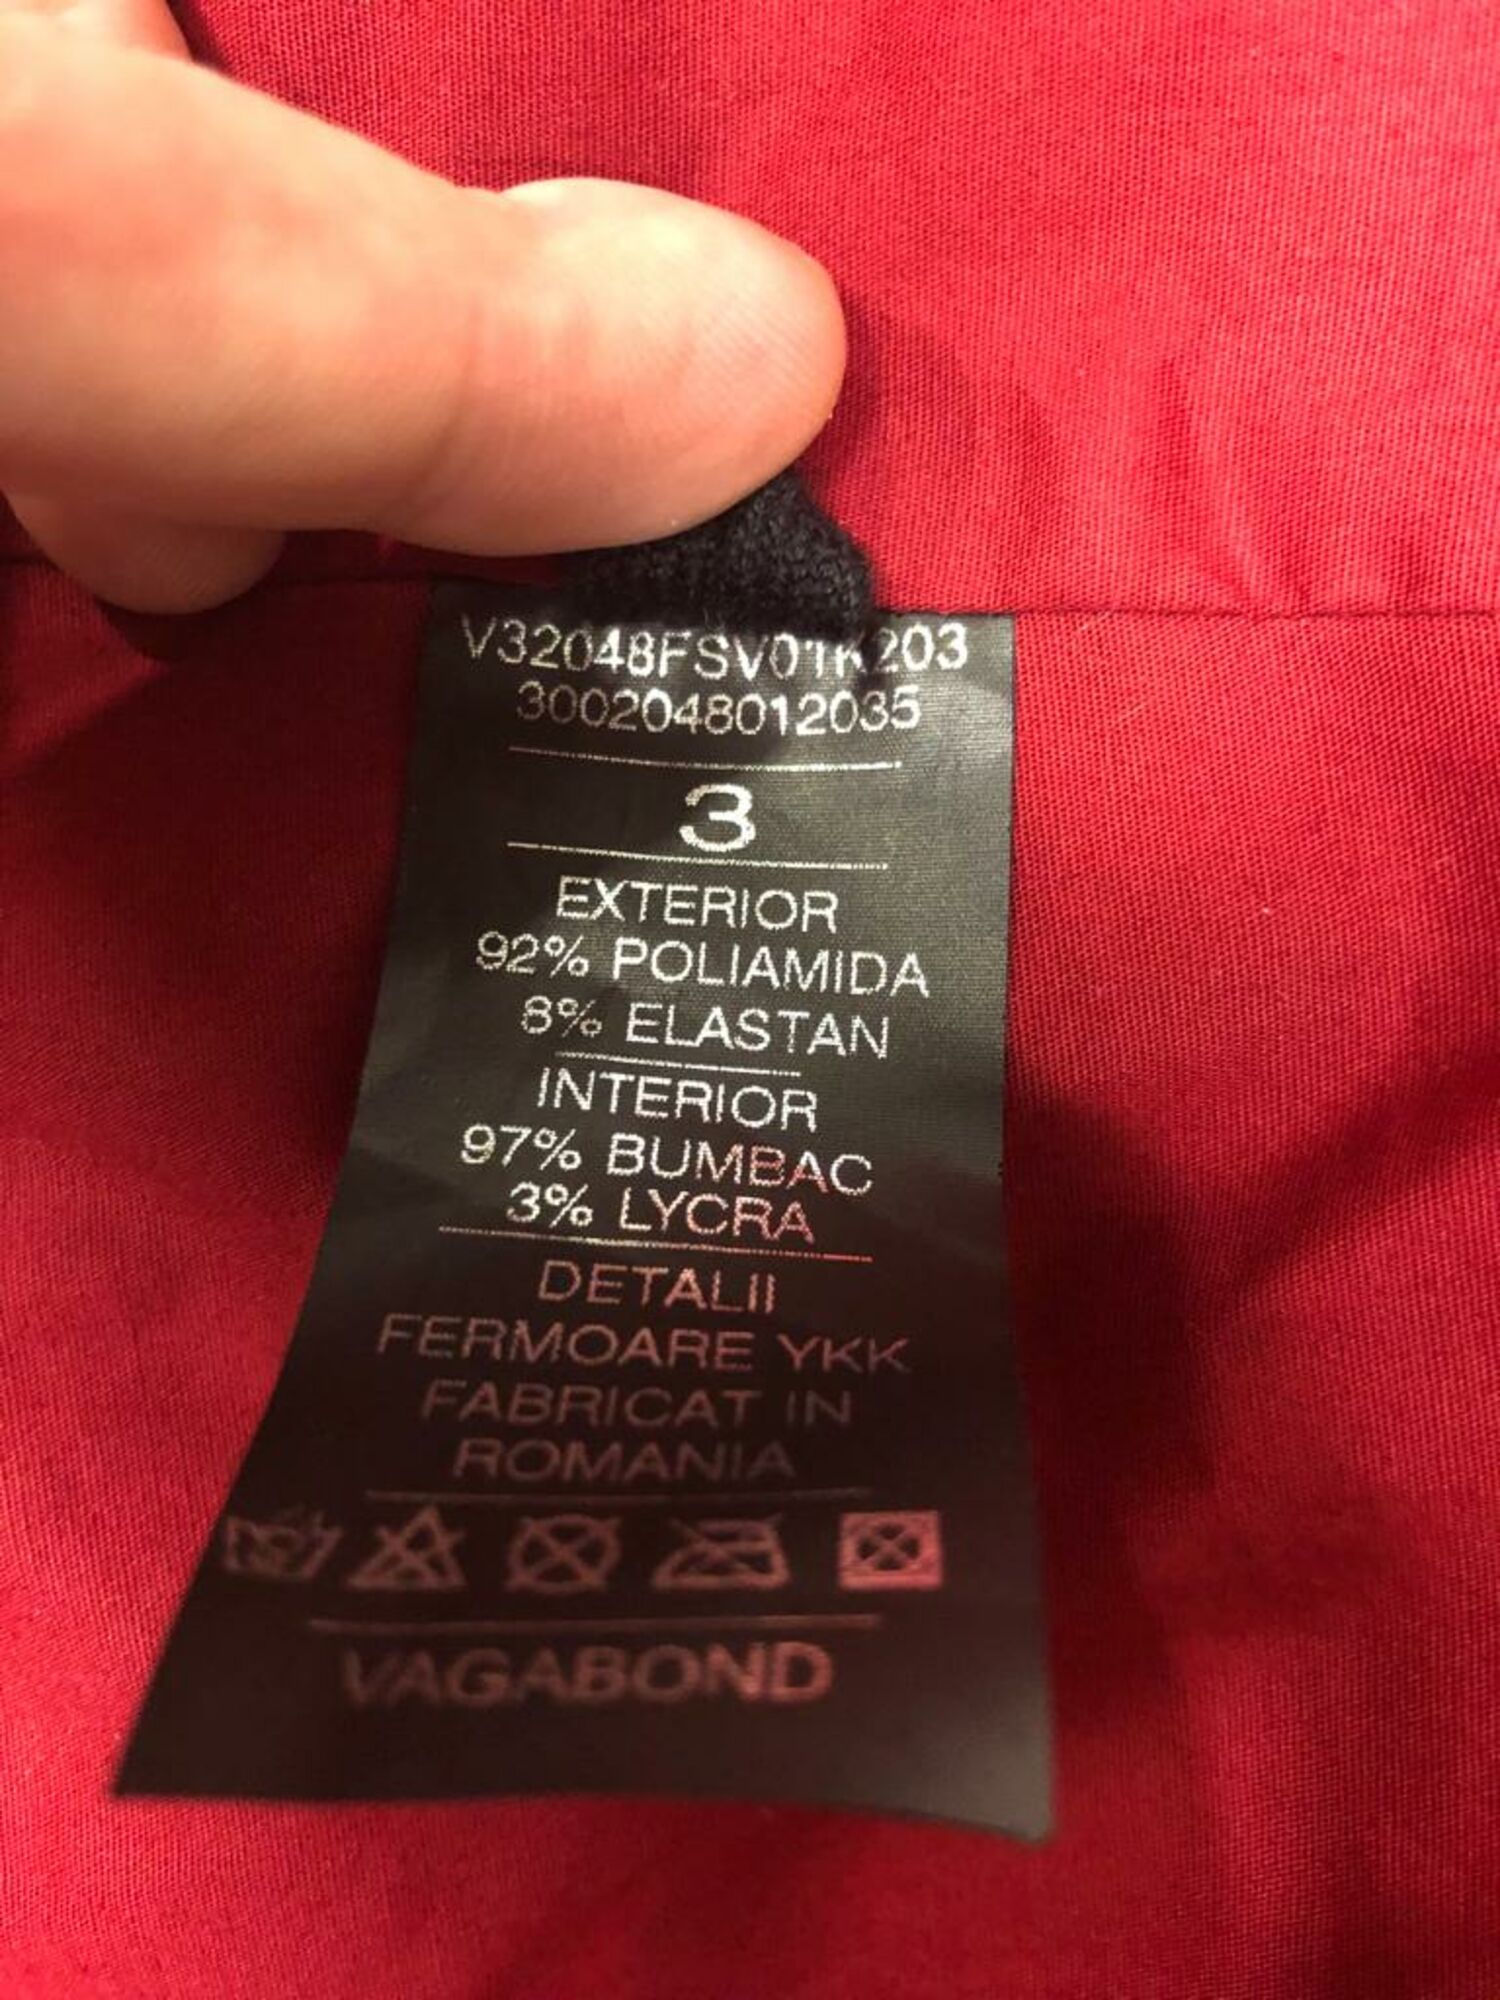 V32048FSV01K203
3002048012035
3
EXTERIOR
92% POLIAMIDA
8% ELASTAN
INTERIOR
97% BUMBAC
3% LYCRA
DETALII
FERMOARE YKK
FABRICAT IN
ROMANIA
VAGABOND